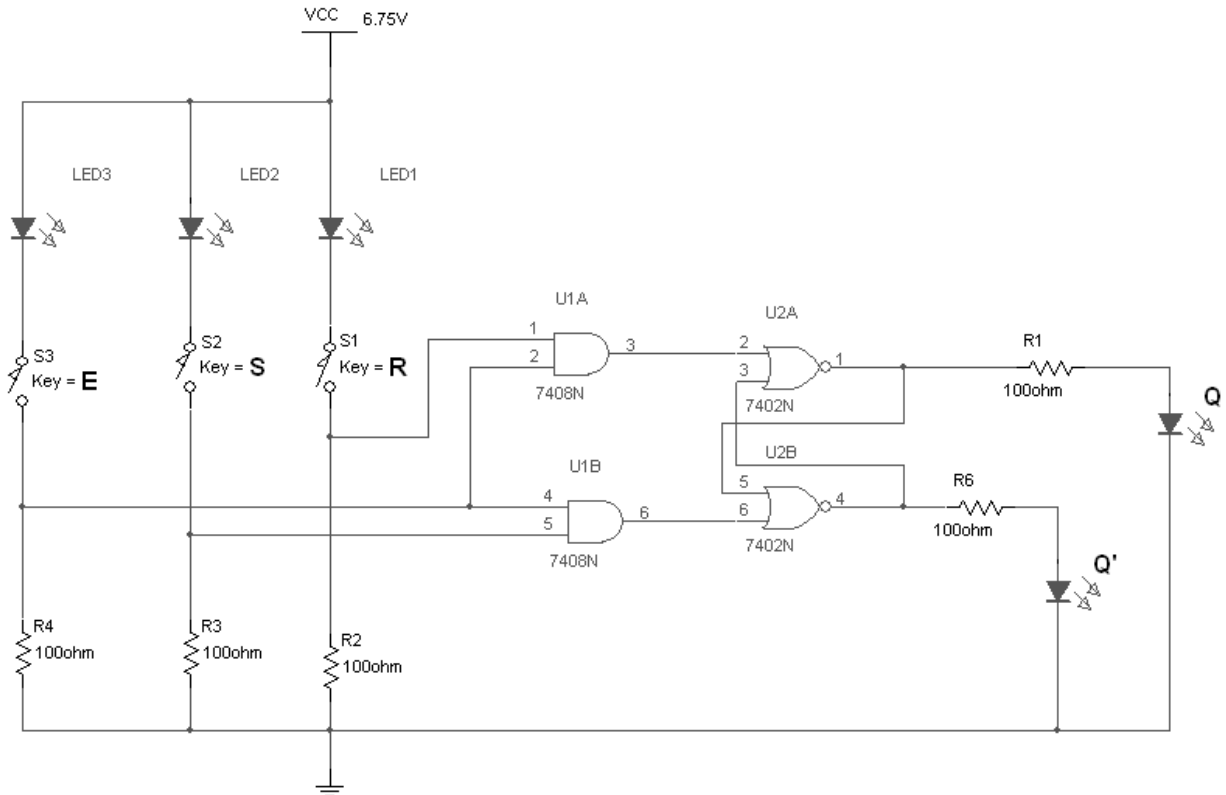 VCC 6.75V
LED3 LED2 LED1
U1A
U2A
S3
Key = E
S2
Key = S
S1
Key = R
1
2
3
7408N
2
3
1
7402N
R1
100ohm
Q
U1B
4
5
6
7408N
U2B
5
6
4
7402N
R6
100ohm
Q'
R4
100ohm
R3
100ohm
R2
100ohm